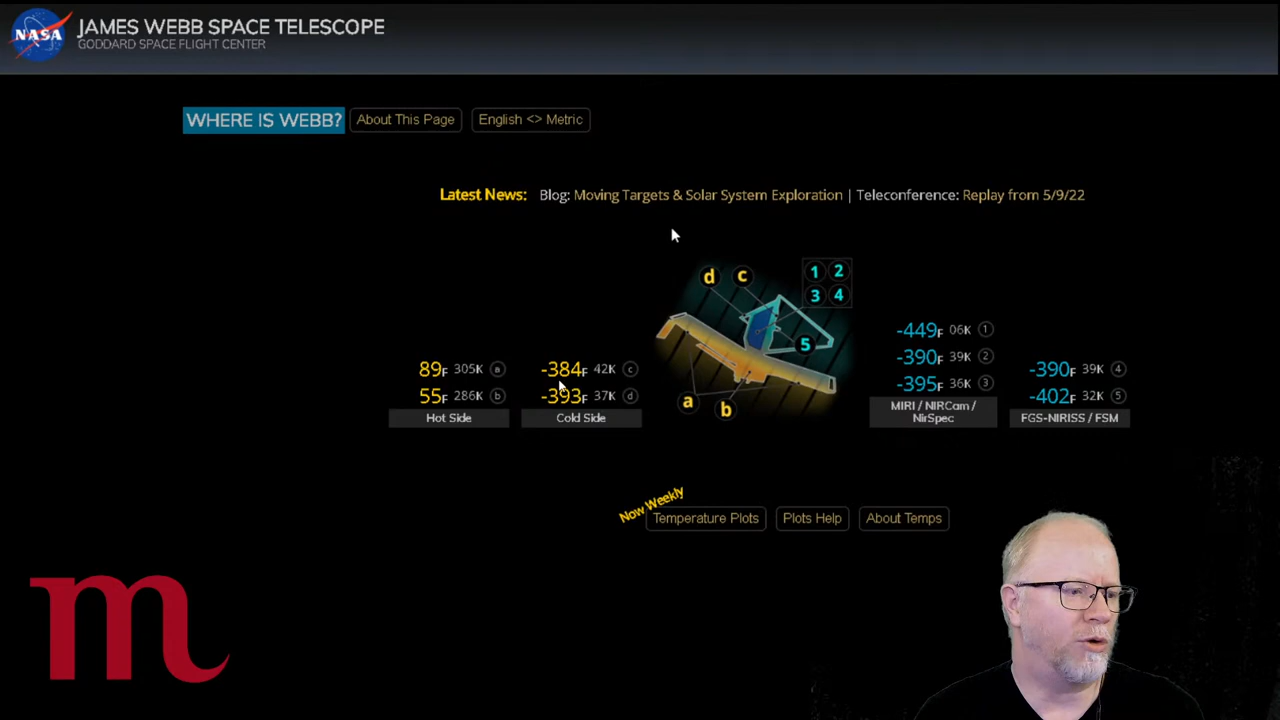 NASA
JAMES WEBB SPACE TELESCOPE
GODDARD SPACE FLIGHT CENTER
WHERE IS WEBB?
About This Page
English <> Metric
Latest News: Blog: Moving Targets & Solar System Exploration | Teleconference: Replay from 5/9/22
d c 1 2
3 4
5
a b
89F 305K a
55F 286K b
Hot Side
-384F 42K c
-393F 37K d
Cold Side
-449F 06K 1
-390F 39K 2
-395F 36K 3
MIRI / NIRCam /
NirSpec
-390F 39K 4
-402F 32K 5
FGS-NIRISS / FSM
Now Weekly
Temperature Plots
Plots Help
About Temps
m